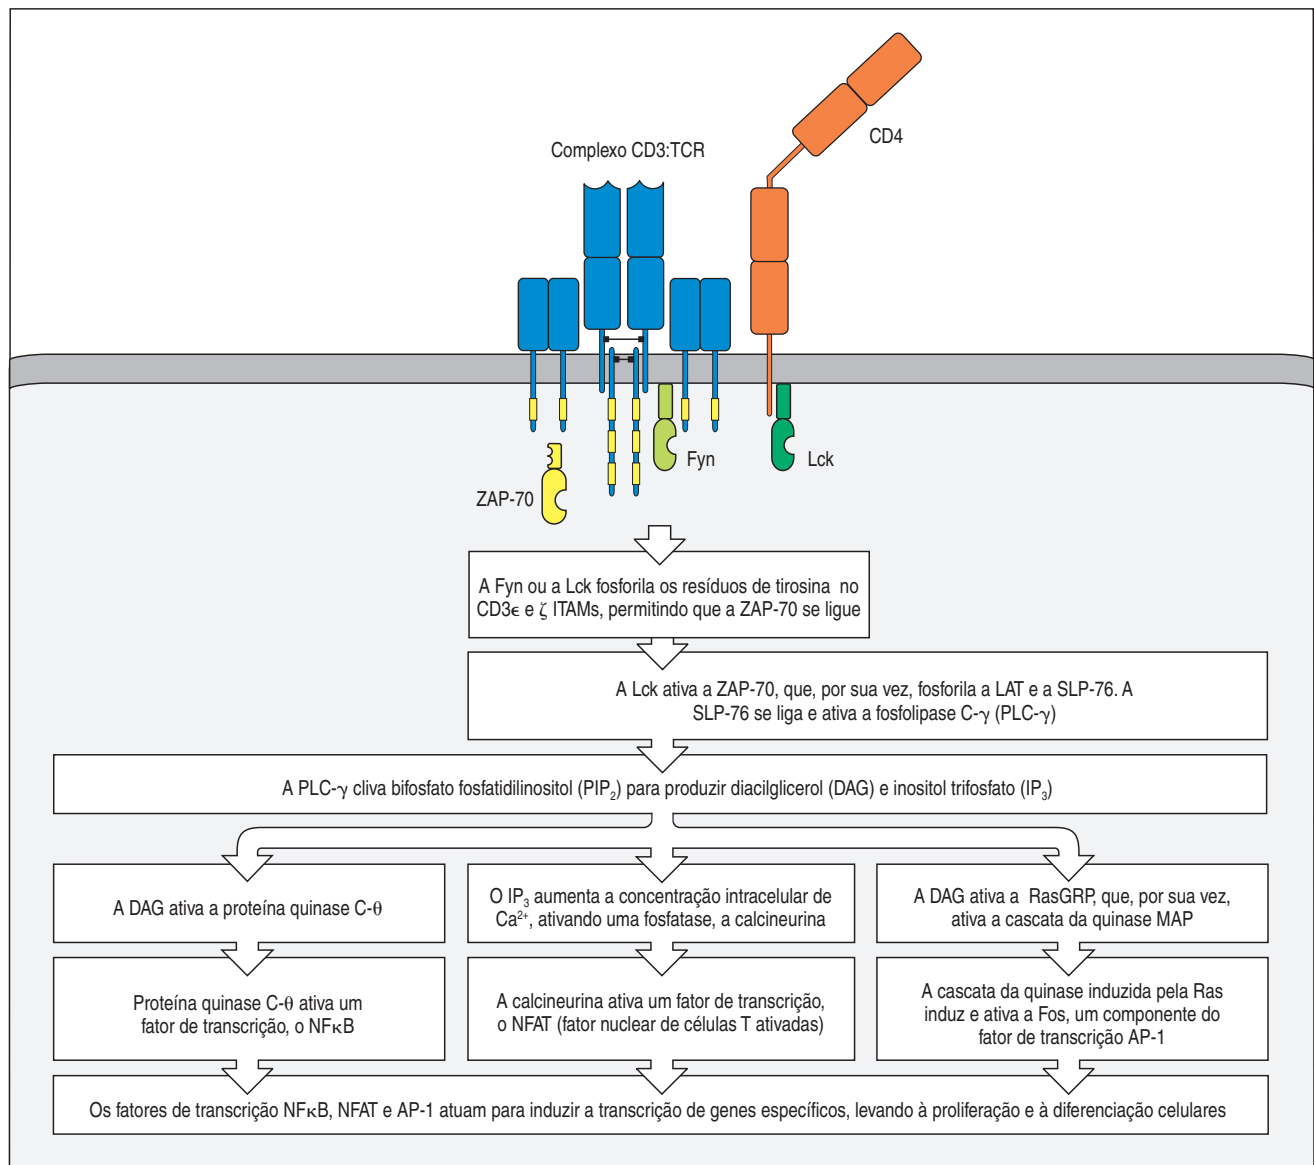 CD4
Complexo CD3:TCR
Fyn
Lck
ZAP-70
A Fyn ou a Lck fosforila os resíduos de tirosina no
CD3ϵ e ζ ITAMs, permitindo que a ZAP-70 se ligue
A Lck ativa a ZAP-70, que, por sua vez, fosforila a LAT e a SLP-76. A
SLP-76 se liga e ativa a fosfolipase C-γ (PLC-γ)
A PLC-γ cliva bifosfato fosfatidilinositol (PIP₂) para produzir diacilglicerol (DAG) e inositol trifosfato (IP₃)
A DAG ativa a proteína quinase C-θ
O IP₃ aumenta a concentração intracelular de
Ca²⁺, ativando uma fosfatase, a calcineurina
A DAG ativa a RasGRP, que, por sua vez,
ativa a cascata da quinase MAP
Proteína quinase C-θ ativa um
fator de transcrição, o NFκB
A calcineurina ativa um fator de transcrição,
o NFAT (fator nuclear de células T ativadas)
A cascata da quinase induzida pela Ras
induz e ativa a Fos, um componente do
fator de transcrição AP-1
Os fatores de transcrição NFκB, NFAT e AP-1 atuam para induzir a transcrição de genes específicos, levando à proliferação e à diferenciação celulares